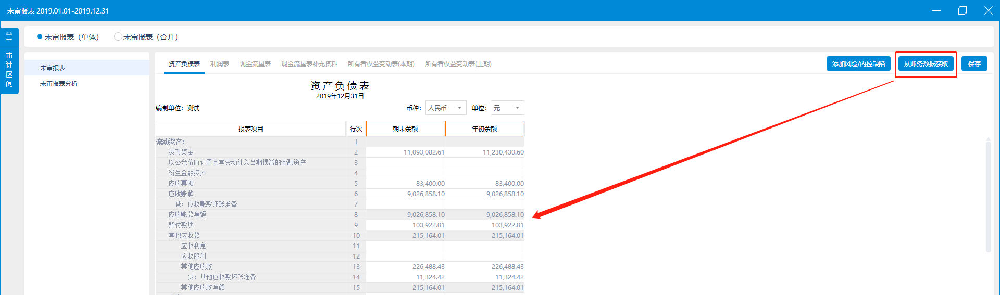 未审报表 2019.01.01-2019.12.31
审计区间
未审报表（单体） 未审报表（合并）
未审报表
未审报表分析
资产负债表 利润表 现金流量表 现金流量表补充资料 所有者权益变动表(本期) 所有者权益变动表(上期) 添加风险/内控缺陷 从账务数据获取 保存
资 产 负 债 表
2019年12月31日
编制单位: 测试 币种: 人民币 单位: 元
报表项目 行次 期末余额 年初余额
流动资产: 1
货币资金 2 11,093,082.61 11,230,430.60
以公允价值计量且其变动计入当期损益的金融资产 3
衍生金融资产 4
应收票据 5 83,400.00 83,400.00
应收账款 6 9,026,858.10 9,026,858.10
减: 应收账款坏账准备 7
应收账款净额 8 9,026,858.10 9,026,858.10
预付款项 9 103,922.01 103,922.01
其他应收款 10 215,164.01 215,164.01
应收利息 11
应收股利 12
其他应收款 13 226,488.43 226,488.43
减: 其他应收款坏账准备 14 11,324.42 11,324.42
其他应收款净额 15 215,164.01 215,164.01